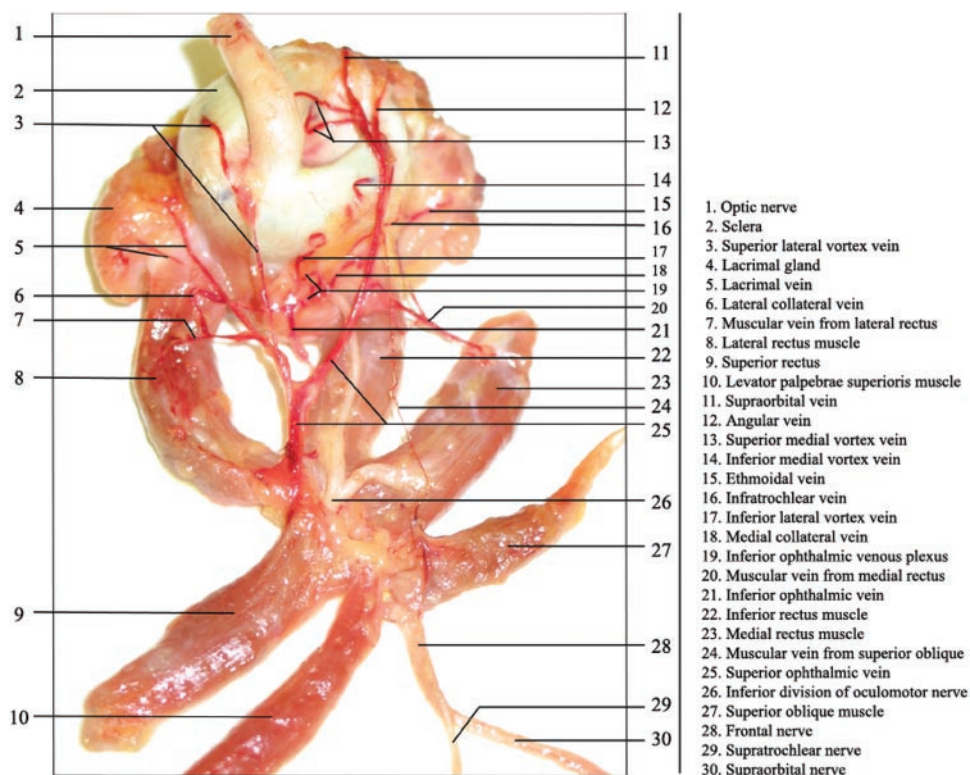 1
2
3
4
5
6
7
8
9
10
11
12
13
14
15
16
17
18
19
20
21
22
23
24
25
26
27
28
29
30
1. Optic nerve
2. Sclera
3. Superior lateral vortex vein
4. Lacrimal gland
5. Lacrimal vein
6. Lateral collateral vein
7. Muscular vein from lateral rectus
8. Lateral rectus muscle
9. Superior rectus
10. Levator palpebrae superioris muscle
11. Supraorbital vein
12. Angular vein
13. Superior medial vortex vein
14. Inferior medial vortex vein
15. Ethmoidal vein
16. Infratrochlear vein
17. Inferior lateral vortex vein
18. Medial collateral vein
19. Inferior ophthalmic venous plexus
20. Muscular vein from medial rectus
21. Inferior ophthalmic vein
22. Inferior rectus muscle
23. Medial rectus muscle
24. Muscular vein from superior oblique
25. Superior ophthalmic vein
26. Inferior division of oculomotor nerve
27. Superior oblique muscle
28. Frontal nerve
29. Supratrochlear nerve
30. Supraorbital nerve